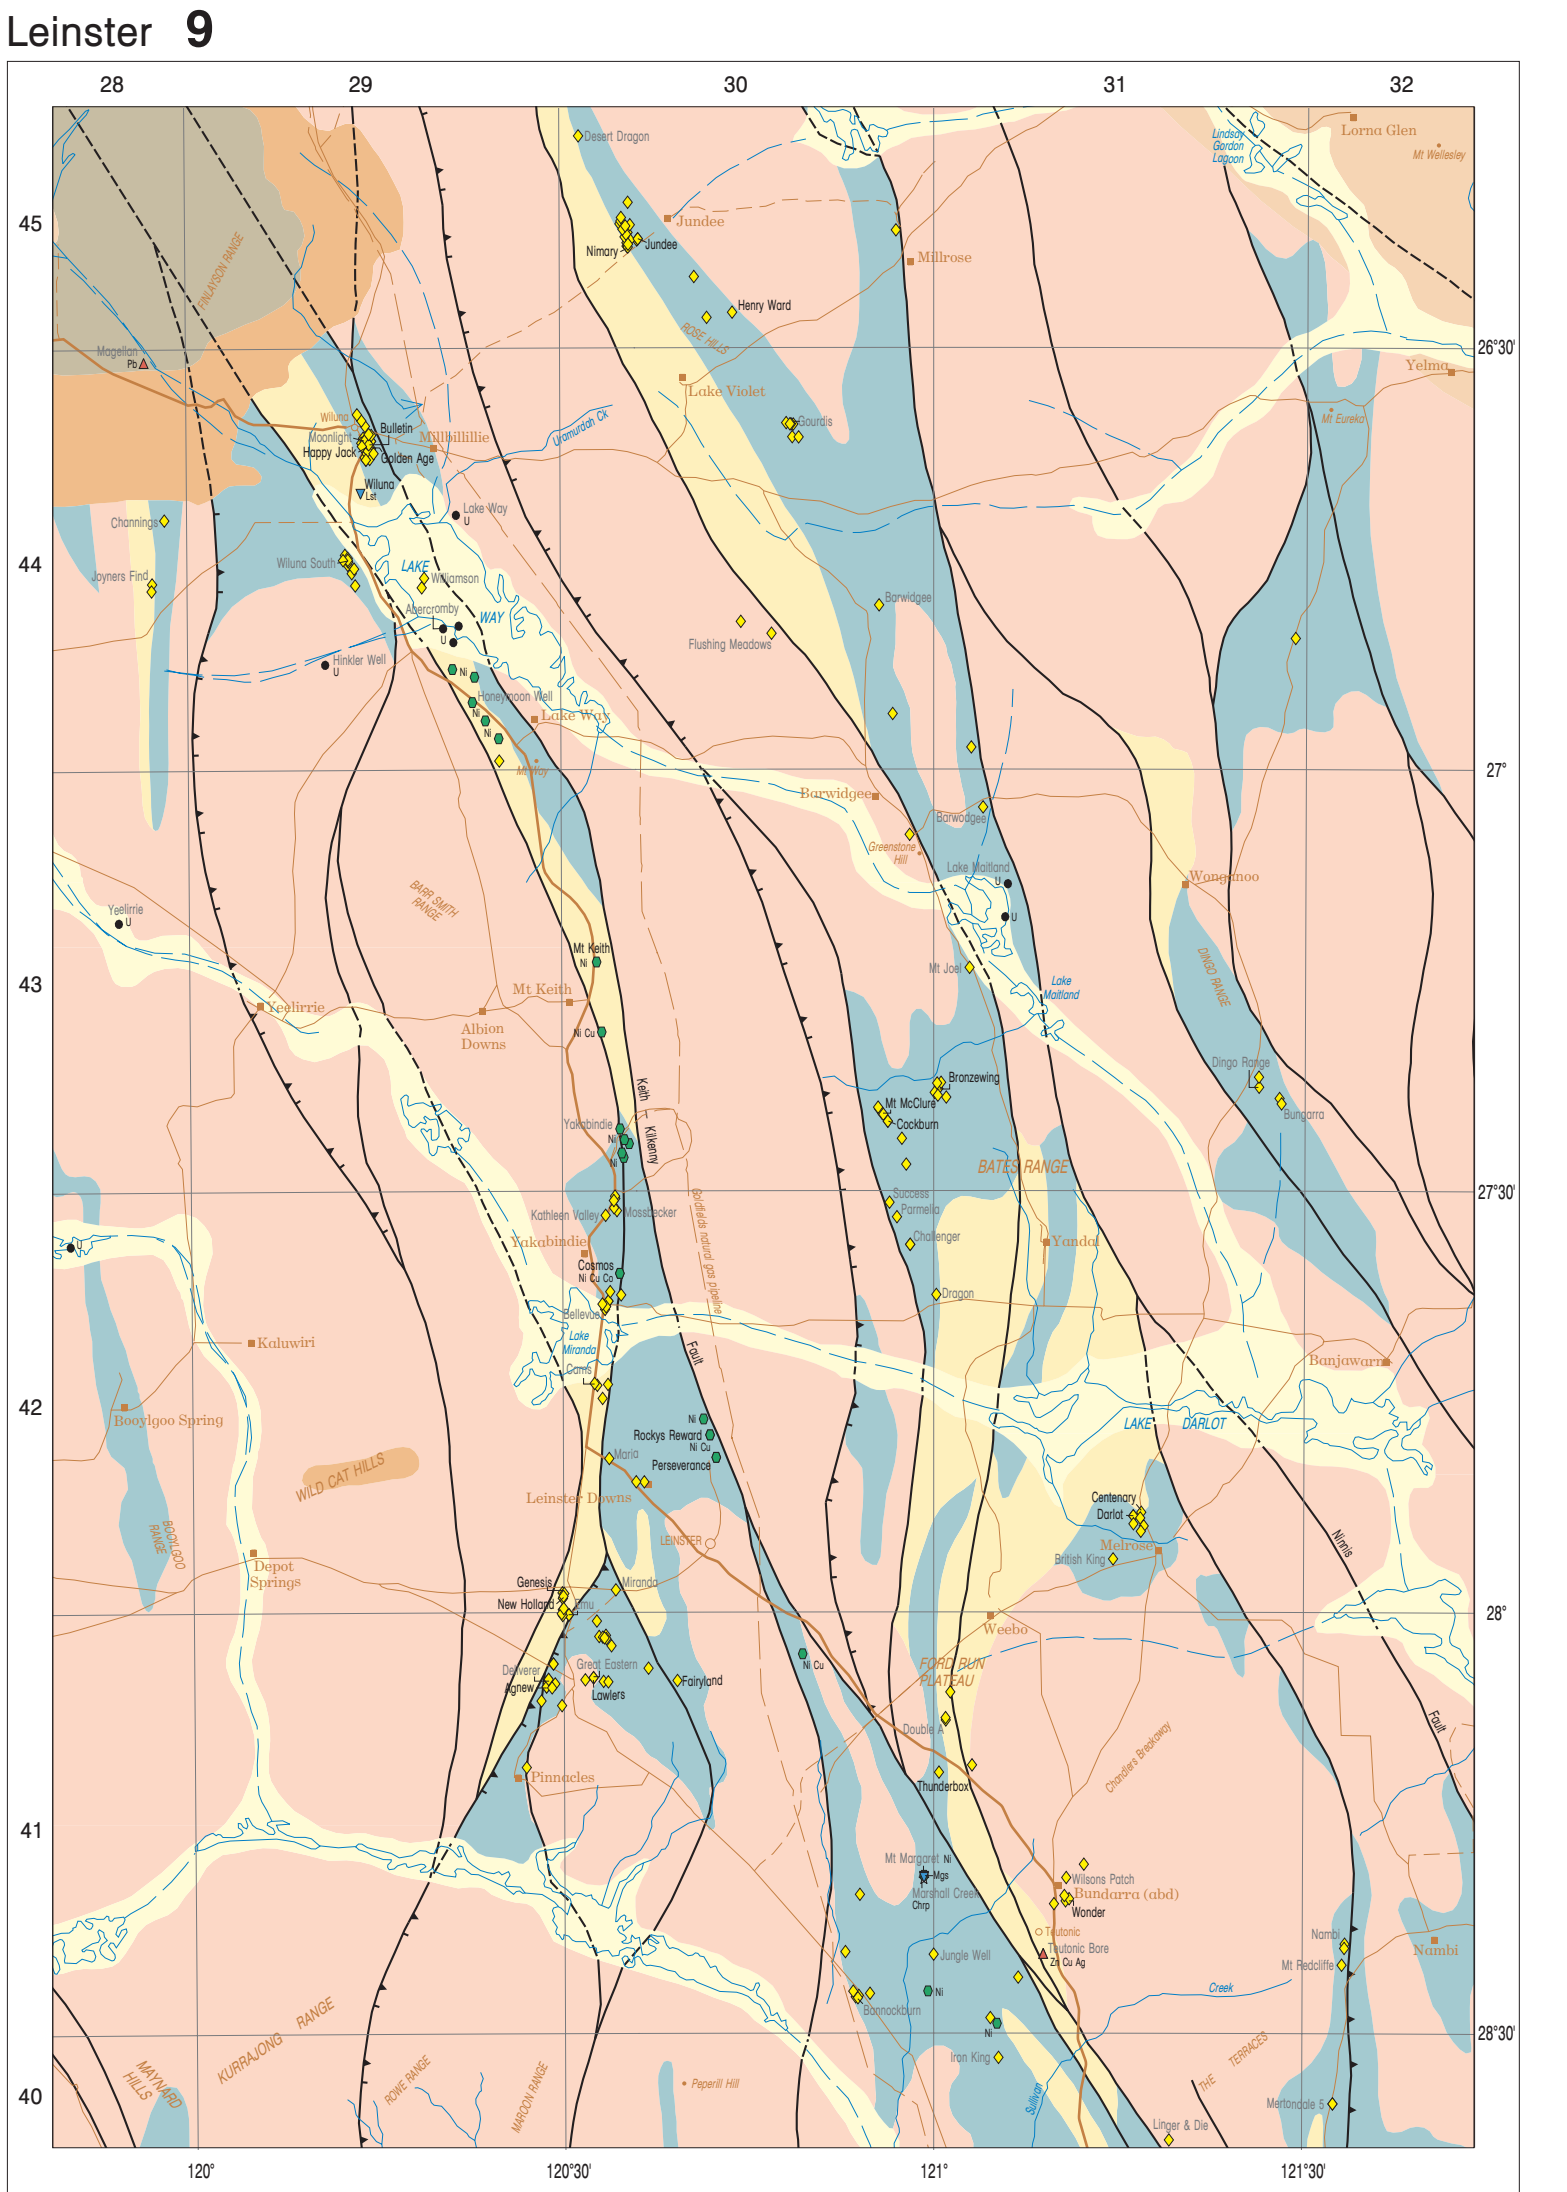 Leinster 9
28 29 30 31 32
Desert Dragon
Lindsay
Gordon
Lagoon
Lorna Glen
Mt Wellesley
45
Jundee
Jundee
Nimary
Millrose
FINLAYSON RANGE
Henry Ward
ROSE HILLS
Magellan
Pb
26°30'
Yelma
Lake Violet
Wiluna
Bulletin
Moonlight
Millbillillie
Happy Jack
Golden Age
Uramurdah Ck
Gourdis
Mt Eureka
Wiluna
Lst
Lake Way
U
Channings
44
Wiluna South
LAKE
Williamson
Joyners Find
Abercromby
WAY
U
Barwidgee
Flushing Meadows
Hinkler Well
U
Ni
Honeymoon Well
Ni
Lake Way
Ni
Mt Way
27°
Barwidgee
Barwodgee
Greenstone
Hill
Lake Maitland
U
Wonganoo
BARR SMITH
RANGE
Yeelirrie
U
U
Mt Keith
Ni
Mt Joel
DINGO RANGE
43
Lake
Maitland
Mt Keith
Yeelirrie
Albion
Downs
Ni Cu
Dingo Range
Bronzewing
Keith
Kilkenny
Mt McClure
Cockburn
Bungarra
Yakabindie
Ni
Ni
BATES RANGE
27°30'
Success
Parmelia
Goldfields natural gas pipeline
Kathleen Valley
Mossbecker
Challenger
Yandal
Yakabindie
U
Cosmos
Ni Cu Co
Dragon
Bellevue
Kaluwiri
Lake
Miranda
Fault
Banjawarn
Cams
42
Booylgoo Spring
Ni
Rockys Reward
Ni Cu
LAKE DARLOT
Maria
Perseverance
WILD CAT HILLS
Leinster Downs
Centenary
Darlot
BOOYLGOO
RANGE
LEINSTER
Melrose
British King
Ninnis
Depot
Springs
Genesis
Miranda
New Holland
Emu
28°
Weebo
Deliverer
Great Eastern
Ni Cu
FORD RUN
PLATEAU
Agnew
Lawlers
Fairyland
Fault
Double A
Chandlers Breakaway
Pinnacles
Thunderbox
41
Mt Margaret Ni
Mgs
Marshall Creek
Chrp
Wilsons Patch
Bundarra (abd)
Wonder
Teutonic
Nambi
Nambi
Teutonic Bore
Zn Cu Ag
Jungle Well
Mt Redcliffe
Ni
Creek
Bannockburn
KURRAJONG RANGE
Ni
28°30'
Iron King
MAYNARD
HILLS
ROWE RANGE
MAROON RANGE
Peperill Hill
Sullivan
THE TERRACES
40
Mertondale 5
Linger & Die
120° 120°30' 121° 121°30'